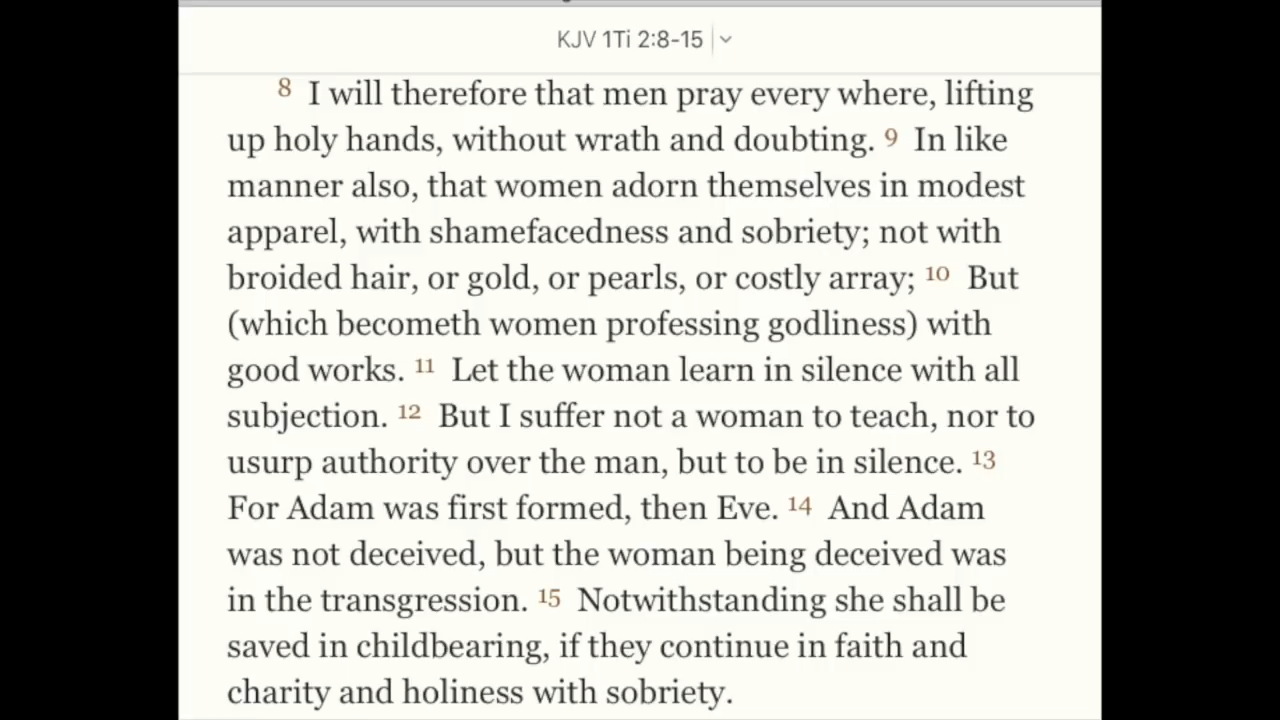 KJV 1Ti 2:8-15
8 I will therefore that men pray every where, lifting
up holy hands, without wrath and doubting. 9 In like
manner also, that women adorn themselves in modest
apparel, with shamefacedness and sobriety; not with
broided hair, or gold, or pearls, or costly array; 10 But
(which becometh women professing godliness) with
good works. 11 Let the woman learn in silence with all
subjection. 12 But I suffer not a woman to teach, nor to
usurp authority over the man, but to be in silence. 13
For Adam was first formed, then Eve. 14 And Adam
was not deceived, but the woman being deceived was
in the transgression. 15 Notwithstanding she shall be
saved in childbearing, if they continue in faith and
charity and holiness with sobriety.